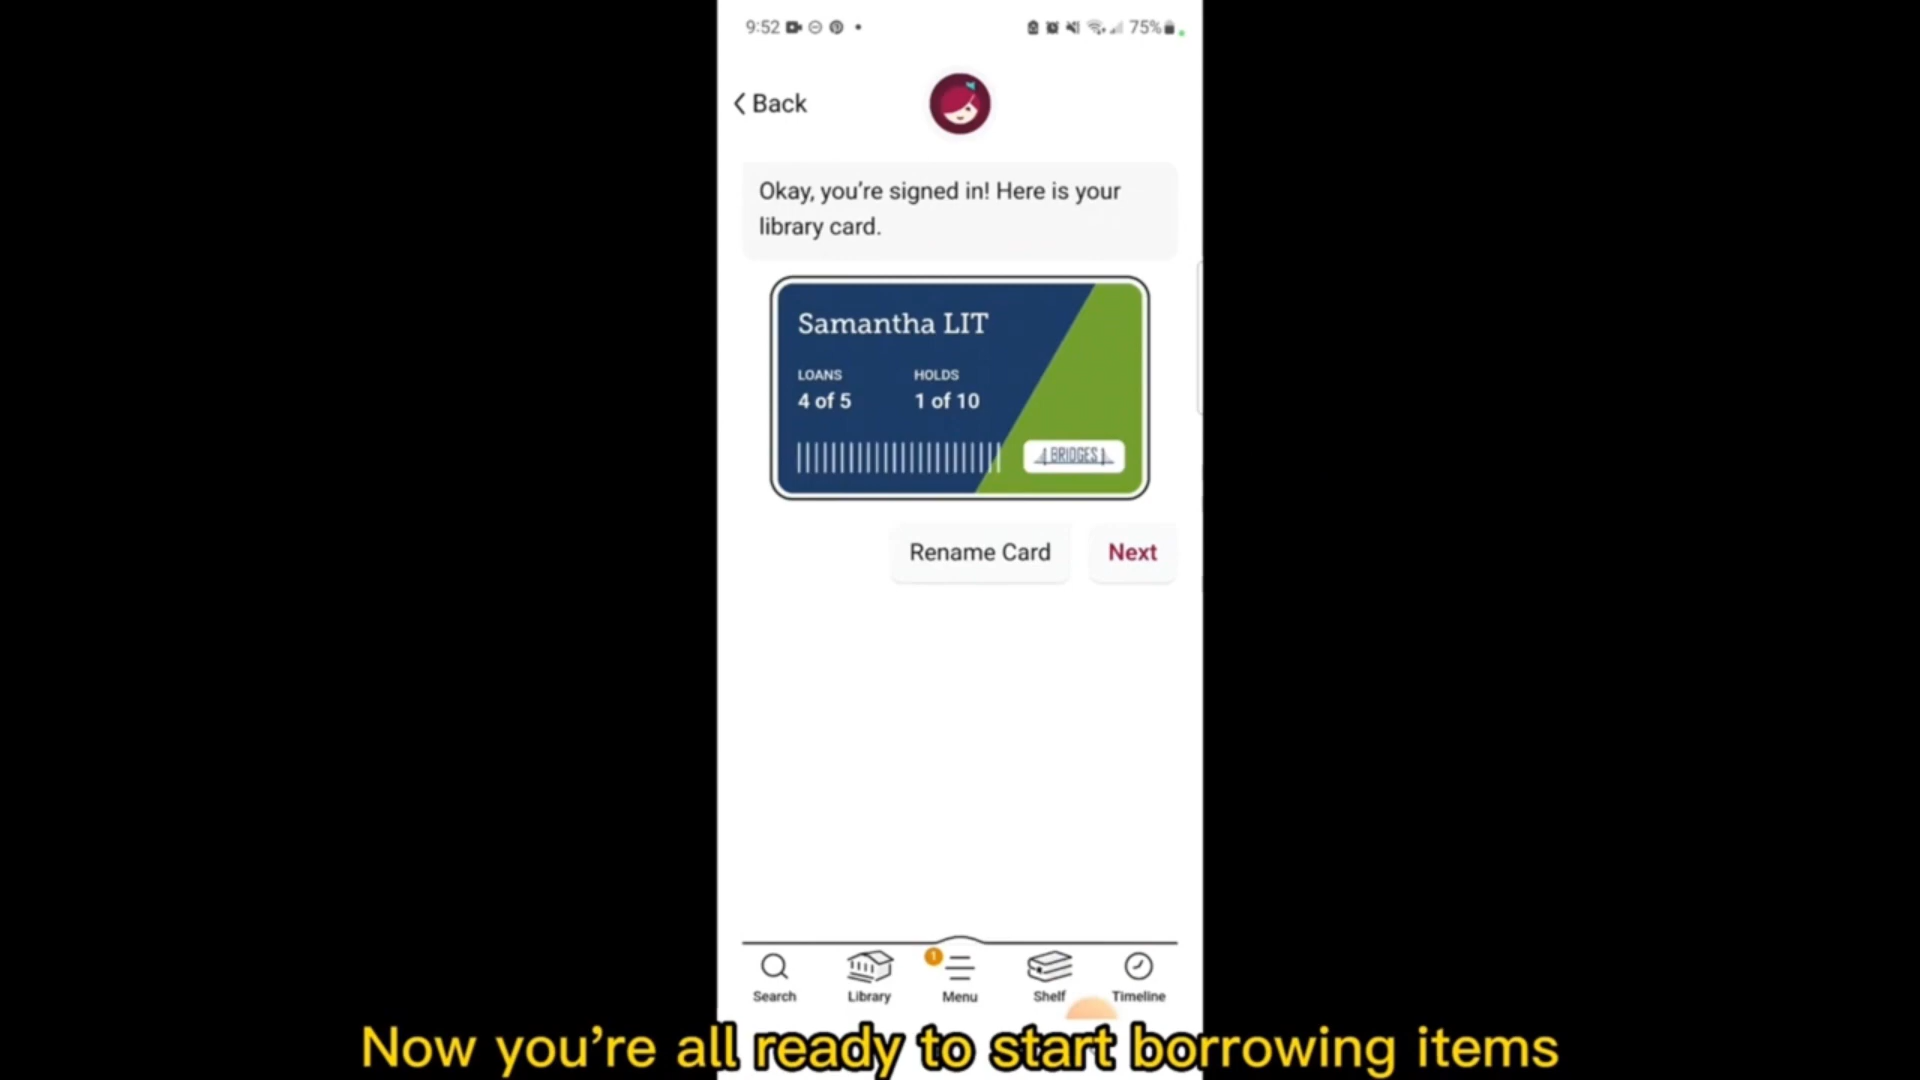 9:52
75%
Back
Okay, you're signed in! Here is your
library card.
Samantha LIT
LOANS HOLDS
4 of 5 1 of 10
BRIDGES
Rename Card Next
1
Search Library Menu Shelf Timeline
Now you're all ready to start borrowing items